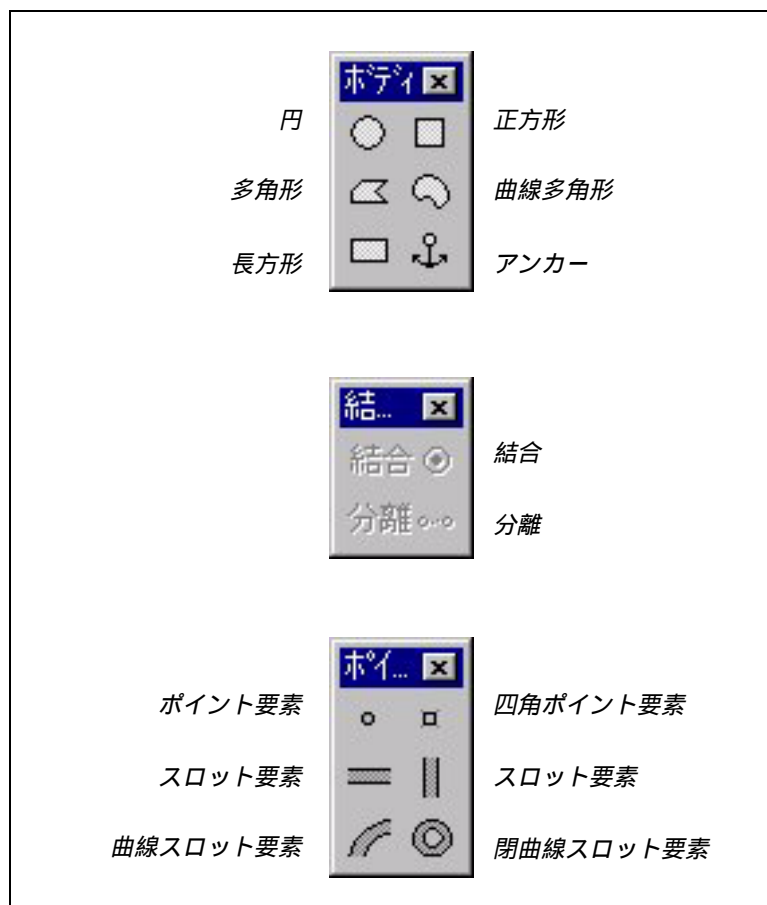 ボディ
円 正方形
多角形 曲線多角形
長方形 アンカー
結...
結合 結合
分離 分離
ポイ...
ポイント要素 四角ポイント要素
スロット要素 スロット要素
曲線スロット要素 閉曲線スロット要素